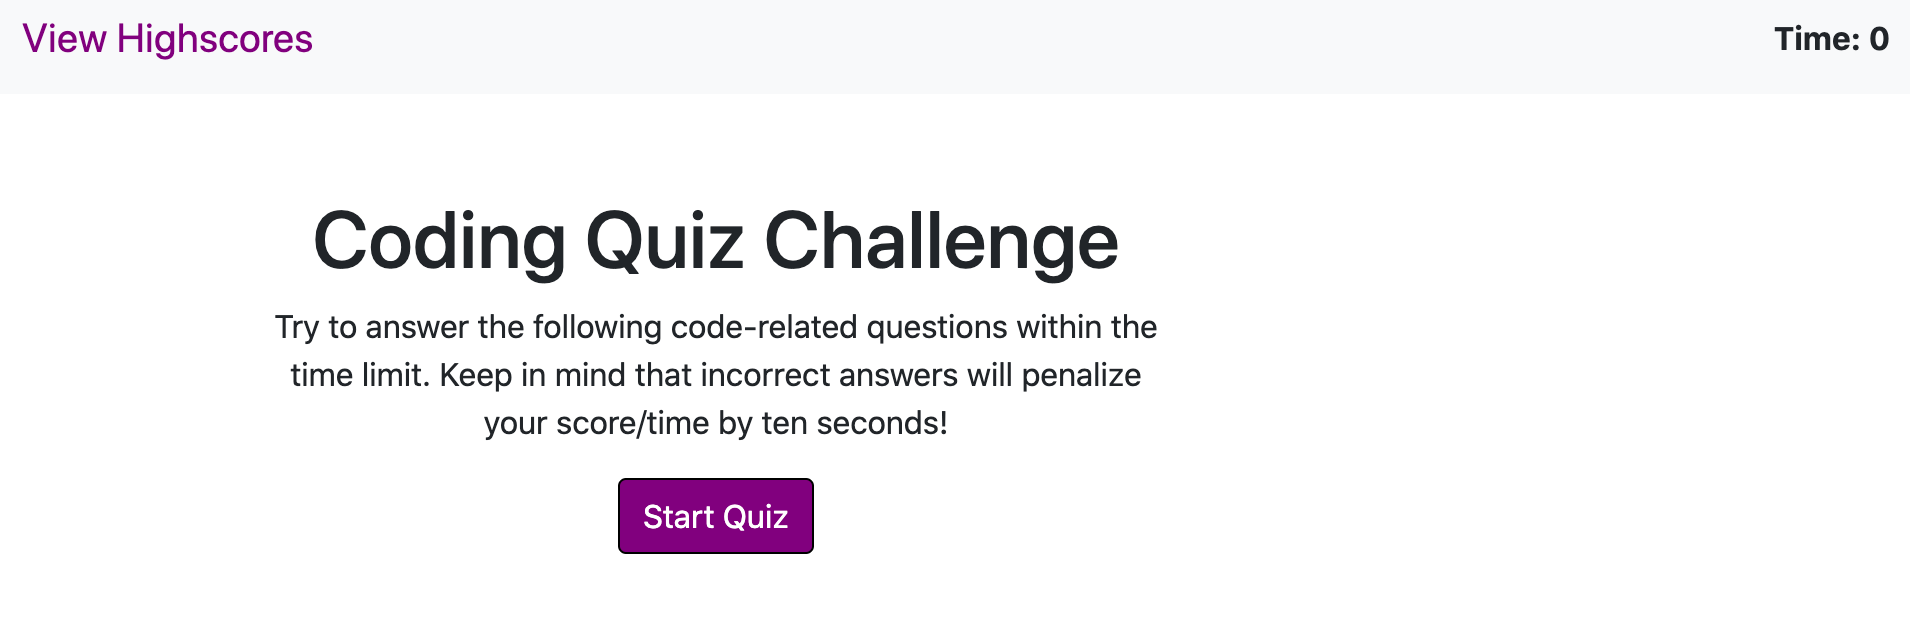 View Highscores
Time: 0
Coding Quiz Challenge
Try to answer the following code-related questions within the
time limit. Keep in mind that incorrect answers will penalize
your score/time by ten seconds!
Start Quiz